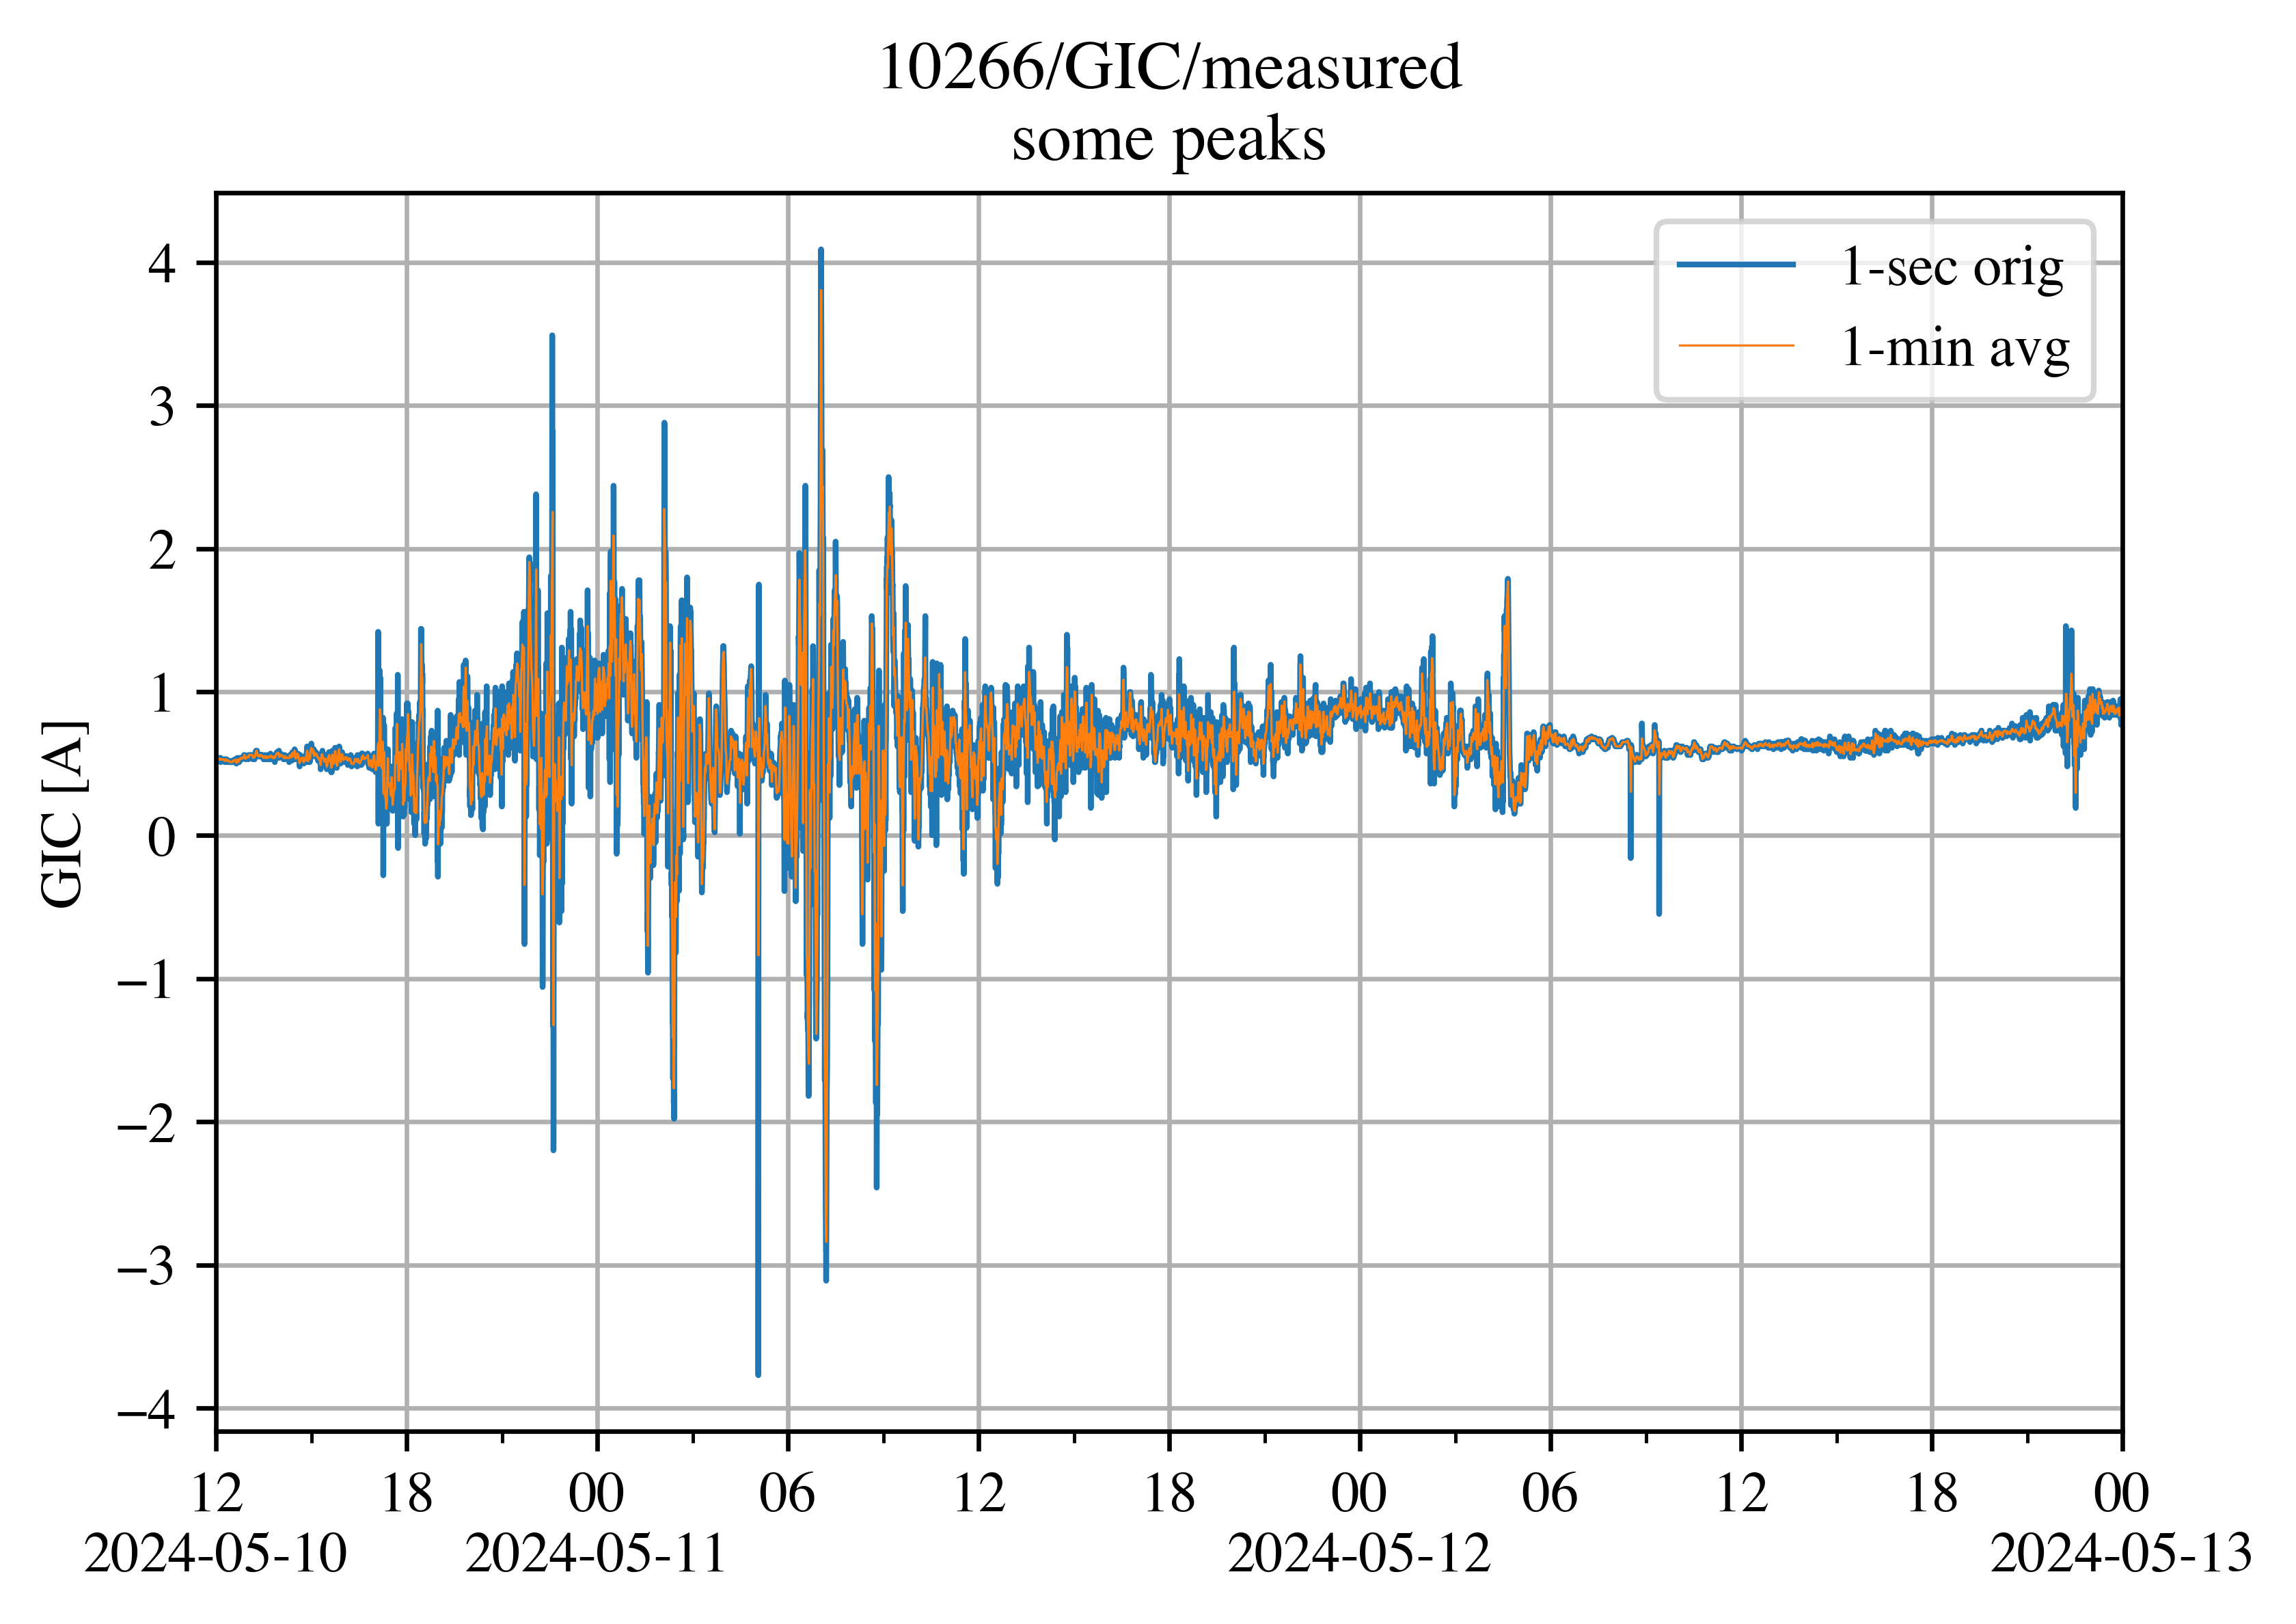 10266/GIC/measured
some peaks
1-sec orig
1-min avg
GIC [A]
4
3
2
1
0
−1
−2
−3
−4
12 18 00 06 12 18 00 06 12 18 00
2024-05-10 2024-05-11 2024-05-12 2024-05-13